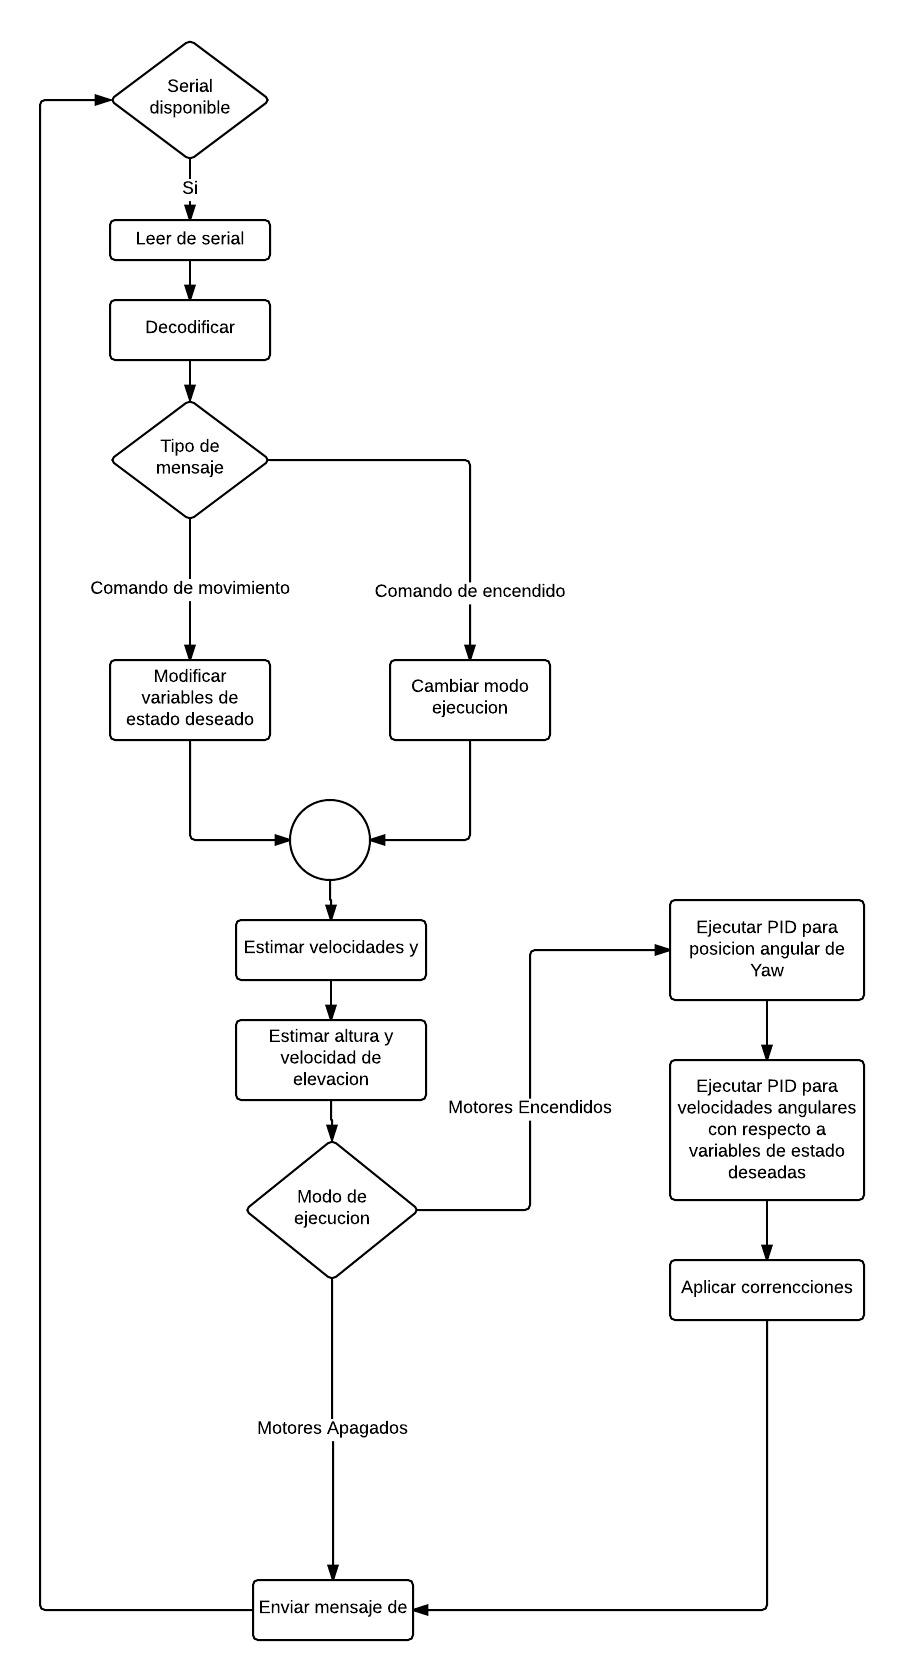 Serial
disponible
Si
Leer de serial
Decodificar
Tipo de
mensaje
Comando de movimiento
Comando de encendido
Modificar
variables de
estado deseado
Cambiar modo
ejecucion
Estimar velocidades y
Estimar altura y
velocidad de
elevacion
Ejecutar PID para
posicion angular de
Yaw
Motores Encendidos
Ejecutar PID para
velocidades angulares
con respecto a
variables de estado
deseadas
Modo de
ejecucion
Aplicar correncciones
Motores Apagados
Enviar mensaje de